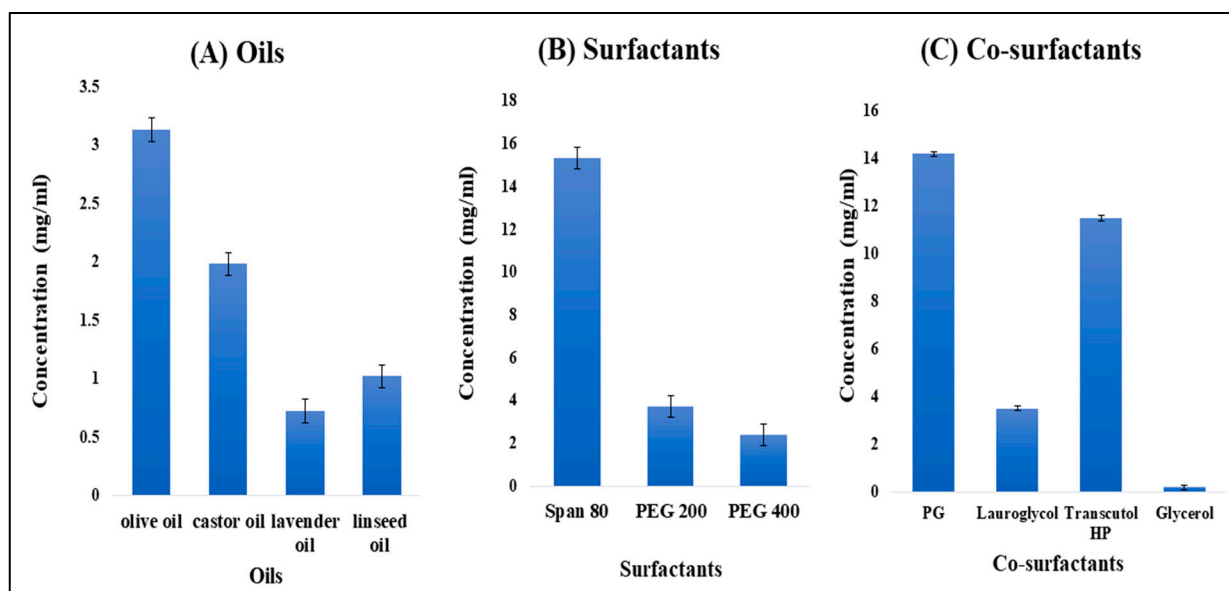 (A) Oils
Concentration (mg/ml)
3.5
3
2.5
2
1.5
1
0.5
0
olive oil castor oil lavender linseed
oil oil
Oils
(B) Surfactants
Concentration (mg/ml)
18
16
14
12
10
8
6
4
2
0
Span 80 PEG 200 PEG 400
Surfactants
(C) Co-surfactants
Concentration (mg/ml)
16
14
12
10
8
6
4
2
0
PG Lauroglycol Transcutol Glycerol
HP
Co-surfactants